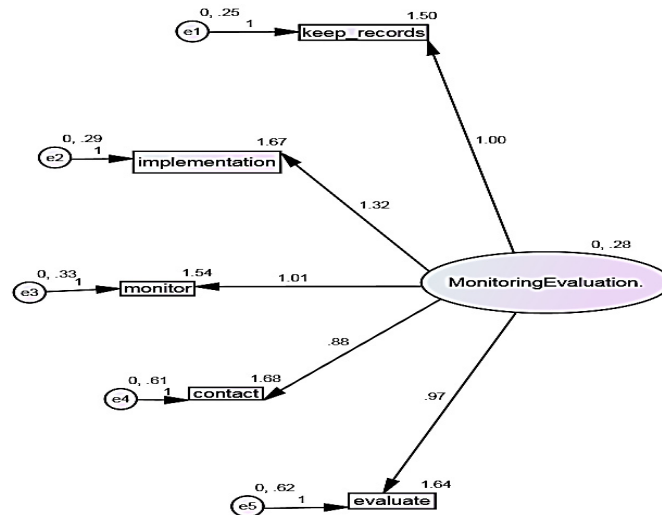 0, .25
1.50
e1
1
keep_records
1.00
0, .29
1.67
e2
1
implementation
1.32
0, .28
0, .33
1.54
e3
1
monitor
1.01
MonitoringEvaluation.
.88
0, .61
1.68
e4
1
contact
.97
0, .62
1.64
e5
1
evaluate